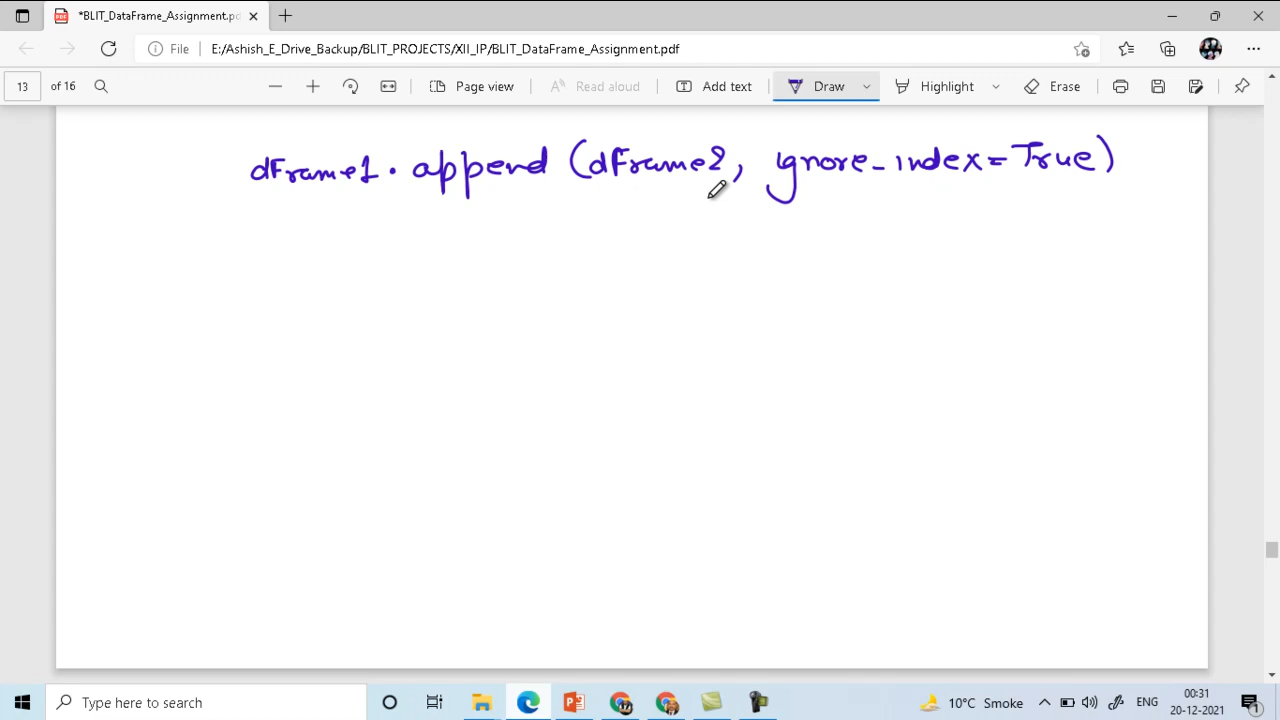 *BLIT_DataFrame_Assignment.pd
File E:/Ashish_E_Drive_Backup/BLIT_PROJECTS/XII_IP/BLIT_DataFrame_Assignment.pdf
13 of 16 Page view Read aloud Add text Draw Highlight Erase
dFrame1.append (dFrame2, ignore_index=True)
Type here to search 10°C Smoke ENG 00:31
20-12-2021